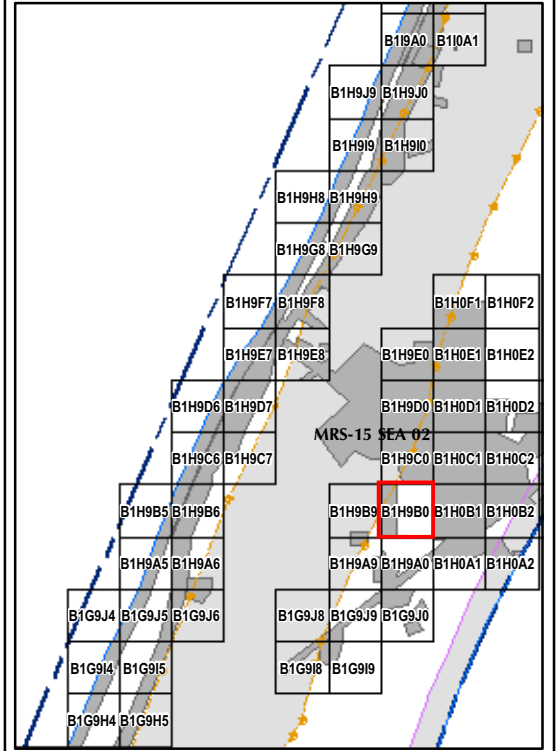 B1I9A0 B1I0A1
B1H9J9 B1H9J0
B1H9I9 B1H9I0
B1H9H8 B1H9H9
B1H9G8 B1H9G9
B1H9F7 B1H9F8 B1H0F1 B1H0F2
B1H9E7 B1H9E8 B1H9E0 B1H0E1 B1H0E2
B1H9D6 B1H9D7 B1H9D0 B1H0D1 B1H0D2
MRS-15 SEA 02
B1H9C6 B1H9C7 B1H9C0 B1H0C1 B1H0C2
B1H9B5 B1H9B6 B1H9B9 B1H9B0 B1H0B1 B1H0B2
B1H9A5 B1H9A6 B1H9A9 B1H9A0 B1H0A1 B1H0A2
B1G9J4 B1G9J5 B1G9J6 B1G9J8 B1G9J9 B1G9J0
B1G9I4 B1G9I5 B1G9I8 B1G9I9
B1G9H4 B1G9H5